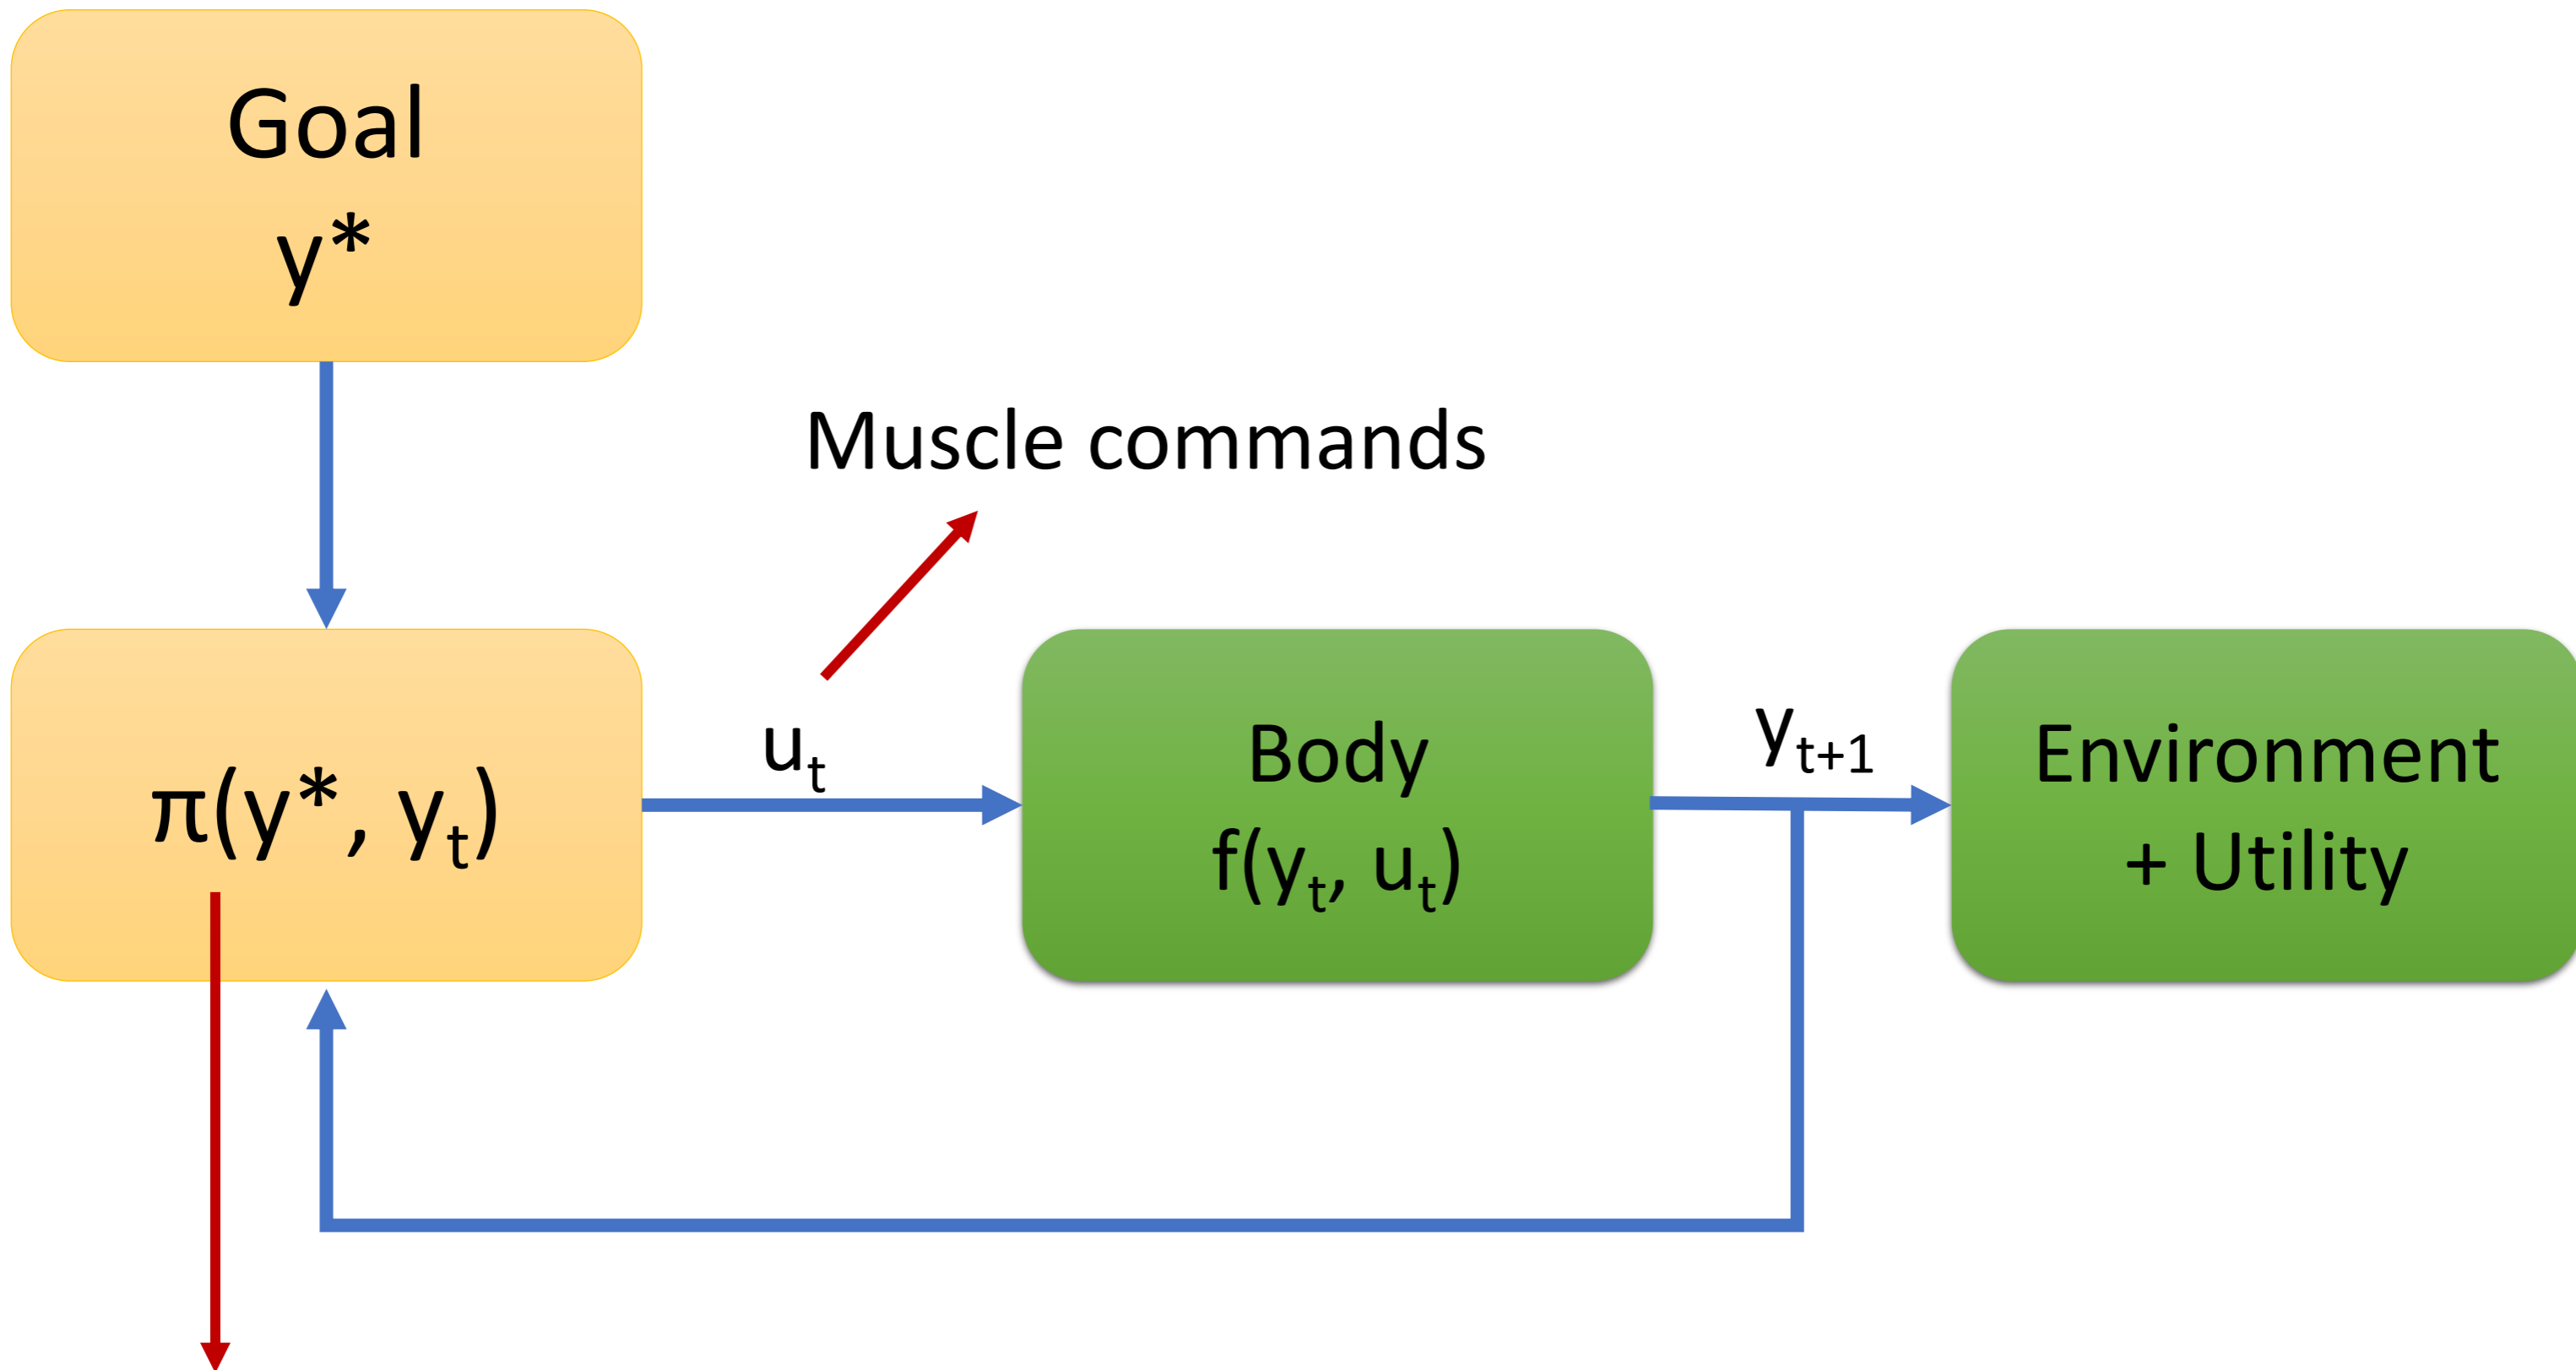 Goal
y*
Muscle commands
π(y*, yₜ)
uₜ
Body
f(yₜ, uₜ)
yₜ₊₁
Environment
+ Utility